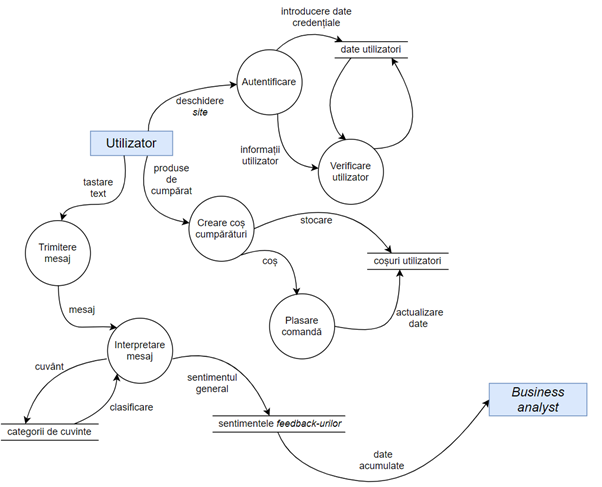 introducere date
credențiale
date utilizatori
Autentificare
deschidere
site
informații
utilizator
Verificare
utilizator
Utilizator
produse
de
cumpărat
tastare
text
Creare coș
cumpărături
stocare
Trimitere
mesaj
coș
coșuri utilizatori
mesaj
Plasare
comandă
actualizare
date
Interpretare
mesaj
cuvânt
sentimentul
general
clasificare
Business
analyst
categorii de cuvinte
sentimentele feedback-urilor
date
acumulate